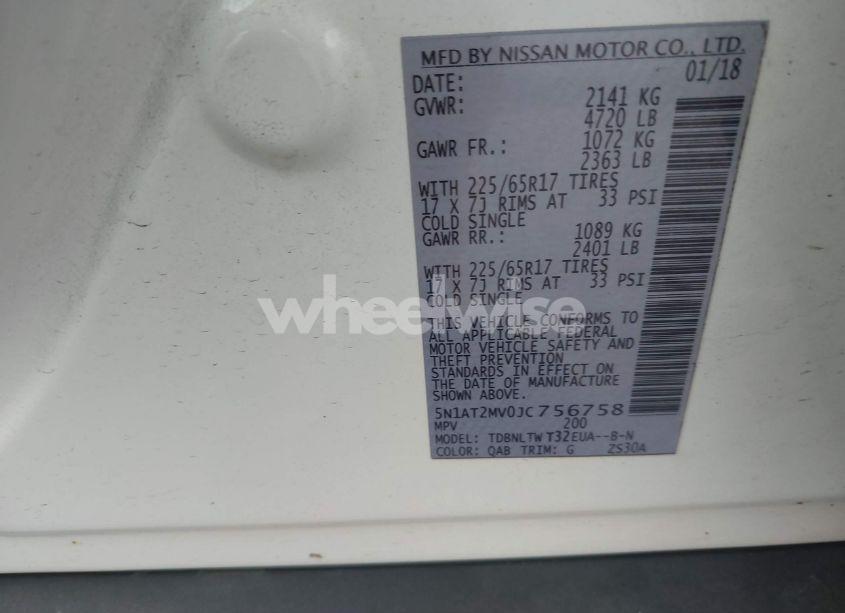 MFD BY NISSAN MOTOR CO., LTD.
DATE: 01/18
GVWR: 2141 KG
4720 LB
GAWR FR.: 1072 KG
2363 LB
WITH 225/65R17 TIRES
17 X 7J RIMS AT 33 PSI
COLD SINGLE
GAWR RR.: 1089 KG
2401 LB
WITH 225/65R17 TIRES
17 X 7J RIMS AT 33 PSI
COLD SINGLE
wheelwise
THIS VEHICLE CONFORMS TO
ALL APPLICABLE FEDERAL
MOTOR VEHICLE SAFETY AND
THEFT PREVENTION
STANDARDS IN EFFECT ON
THE DATE OF MANUFACTURE
SHOWN ABOVE.
5N1AT2MV0JC756758
MPV 200
MODEL: TDBNLTW T32EUA--B-N
COLOR: QAB TRIM: G ZS30A